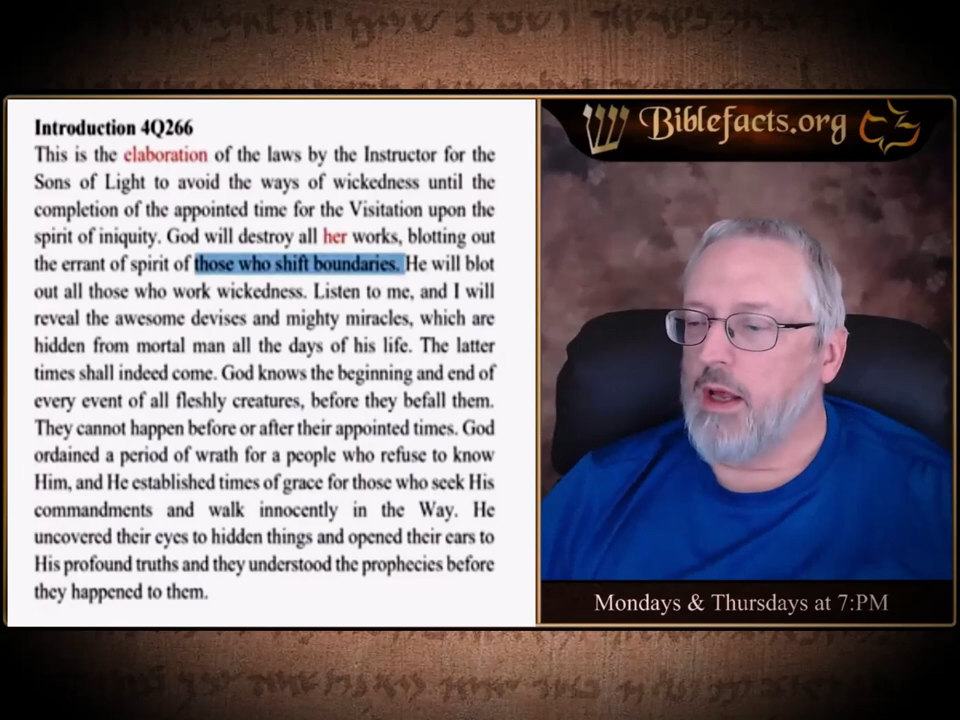 Introduction 4Q266
This is the elaboration of the laws by the Instructor for the
Sons of Light to avoid the ways of wickedness until the
completion of the appointed time for the Visitation upon the
spirit of iniquity. God will destroy all her works, blotting out
the errant of spirit of those who shift boundaries. He will blot
out all those who work wickedness. Listen to me, and I will
reveal the awesome devises and mighty miracles, which are
hidden from mortal man all the days of his life. The latter
times shall indeed come. God knows the beginning and end of
every event of all fleshly creatures, before they befall them.
They cannot happen before or after their appointed times. God
ordained a period of wrath for a people who refuse to know
Him, and He established times of grace for those who seek His
commandments and walk innocently in the Way. He
uncovered their eyes to hidden things and opened their ears to
His profound truths and they understood the prophecies before
they happened to them.
ש Biblefacts.org
Mondays & Thursdays at 7:PM